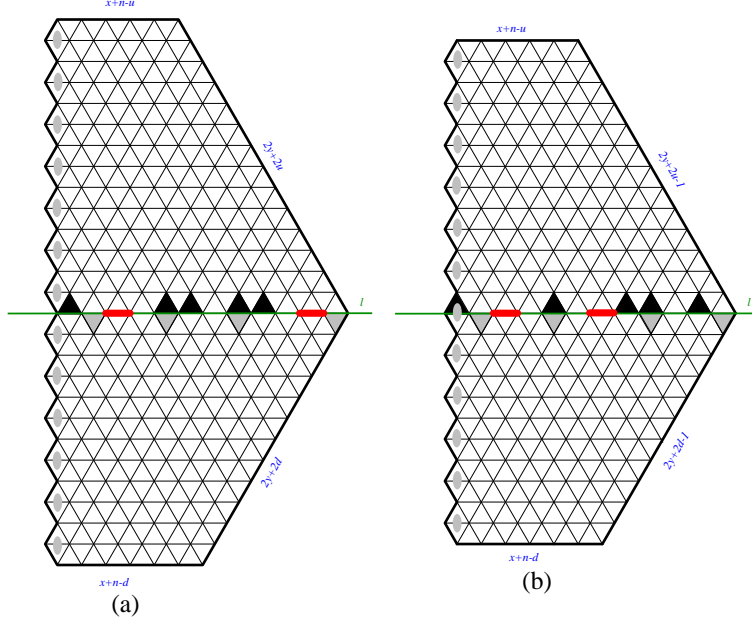 x+n-u
x+n-u
2y+2u
2y+2u-1
l
l
2y+2d
2y+2d-1
x+n-d
x+n-d
(a)
(b)